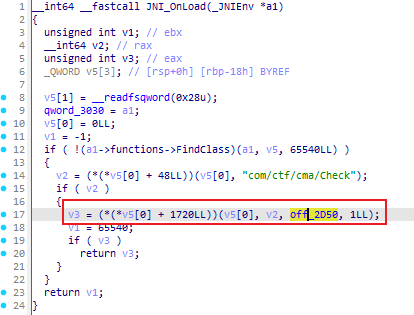 1 __int64 __fastcall JNI_OnLoad(_JNIEnv *a1)
2 {
3 unsigned int v1; // ebx
4 __int64 v2; // rax
5 unsigned int v3; // eax
6 _QWORD v5[3]; // [rsp+0h] [rbp-18h] BYREF
7
8 v5[1] = __readfsqword(0x28u);
9 qword_3030 = a1;
10 v5[0] = 0LL;
11 v1 = -1;
12 if ( !(a1->functions->FindClass)(a1, v5, 65540LL) )
13 {
14 v2 = (*(*v5[0] + 48LL))(v5[0], "com/ctf/cma/Check");
15 if ( v2 )
16 {
17 v3 = (*(*v5[0] + 1720LL))(v5[0], v2, off_2D50, 1LL);
18 v1 = 65540;
19 if ( v3 )
20 return v3;
21 }
22 }
23 return v1;
24 }